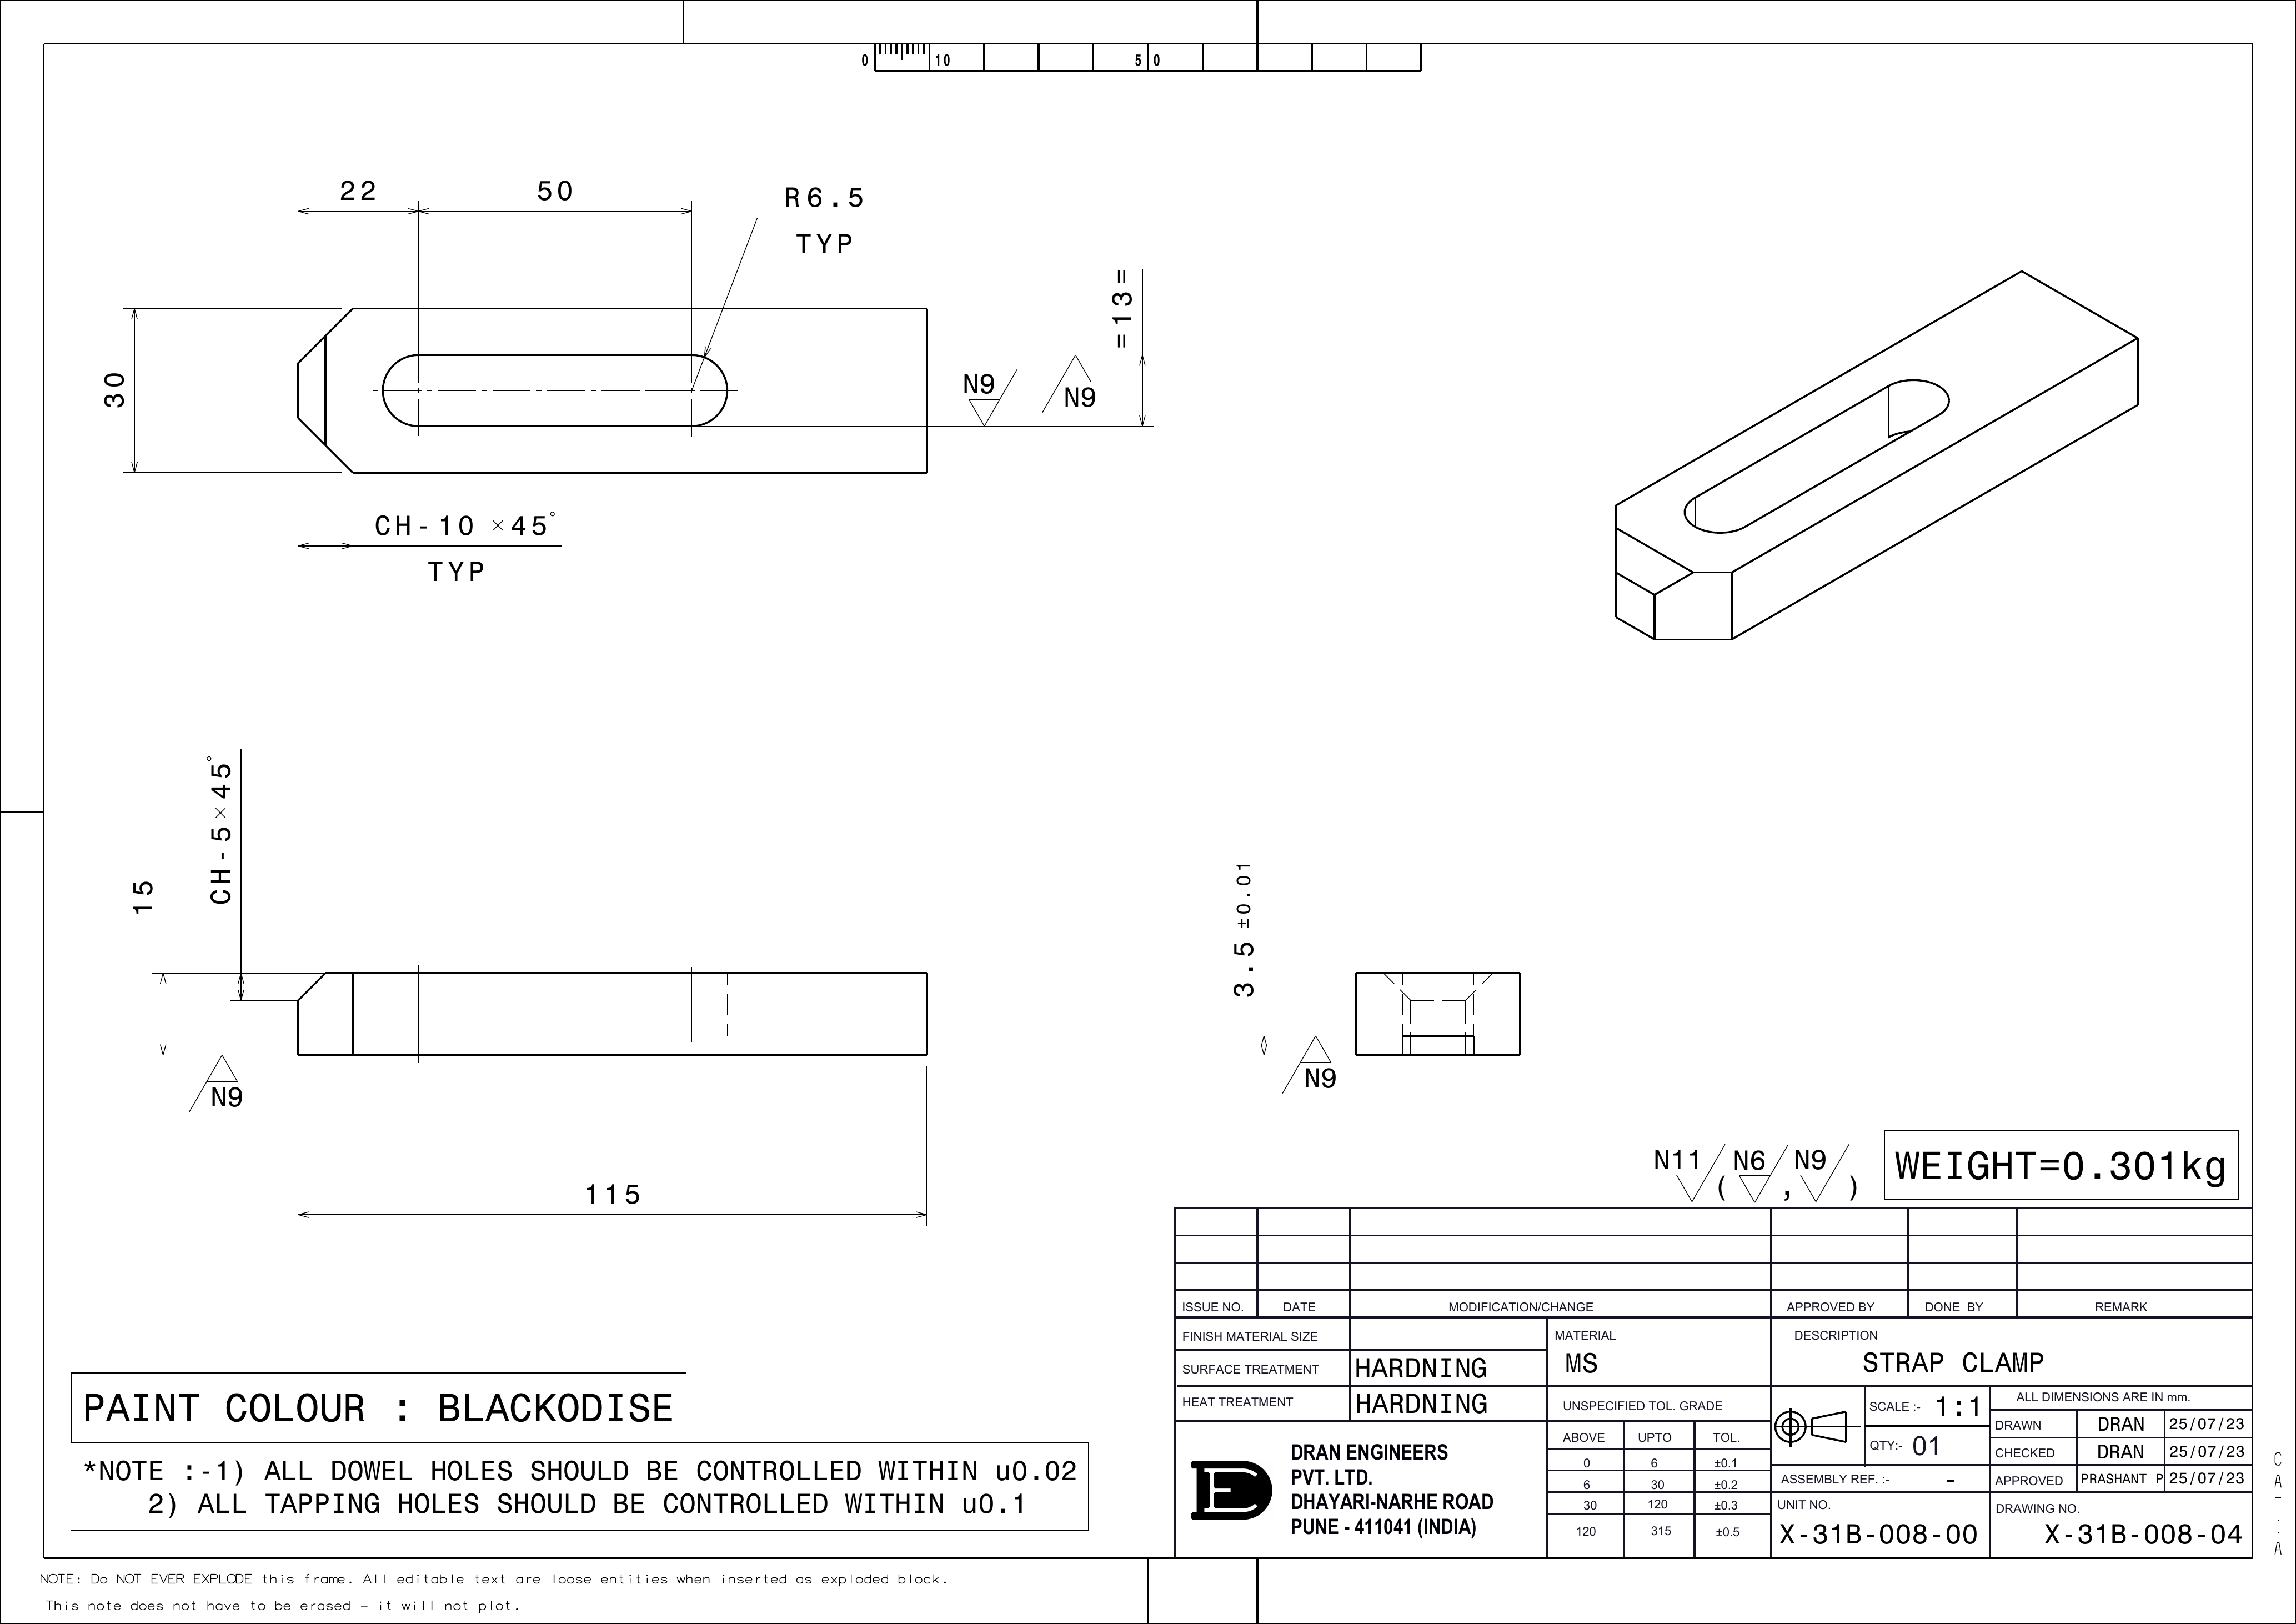 0 10 50
22 50 R6.5
TYP
=13=
30
N9 N9
CH-10 ×45°
TYP
CH-5×45°
15
3.5 ±0.01
N9
N9
115
N11 ( N6 , N9 )
WEIGHT=0.301kg
ISSUE NO. DATE MODIFICATION/CHANGE APPROVED BY DONE BY REMARK
FINISH MATERIAL SIZE
SURFACE TREATMENT HARDNING
HEAT TREATMENT HARDNING
MATERIAL
MS
DESCRIPTION
STRAP CLAMP
UNSPECIFIED TOL. GRADE
ABOVE UPTO TOL.
0 6 ±0.1
6 30 ±0.2
30 120 ±0.3
120 315 ±0.5
SCALE :- 1:1
QTY:- 01
ALL DIMENSIONS ARE IN mm.
DRAWN DRAN 25/07/23
CHECKED DRAN 25/07/23
APPROVED PRASHANT P 25/07/23
ASSEMBLY REF. :- -
UNIT NO.
X-31B-008-00
DRAWING NO.
X-31B-008-04
DRAN ENGINEERS
PVT. LTD.
DHAYARI-NARHE ROAD
PUNE - 411041 (INDIA)
PAINT COLOUR : BLACKODISE
*NOTE :-1) ALL DOWEL HOLES SHOULD BE CONTROLLED WITHIN u0.02
2) ALL TAPPING HOLES SHOULD BE CONTROLLED WITHIN u0.1
CATIA
NOTE: Do NOT EVER EXPLODE this frame. All editable text are loose entities when inserted as exploded block.
This note does not have to be erased - it will not plot.